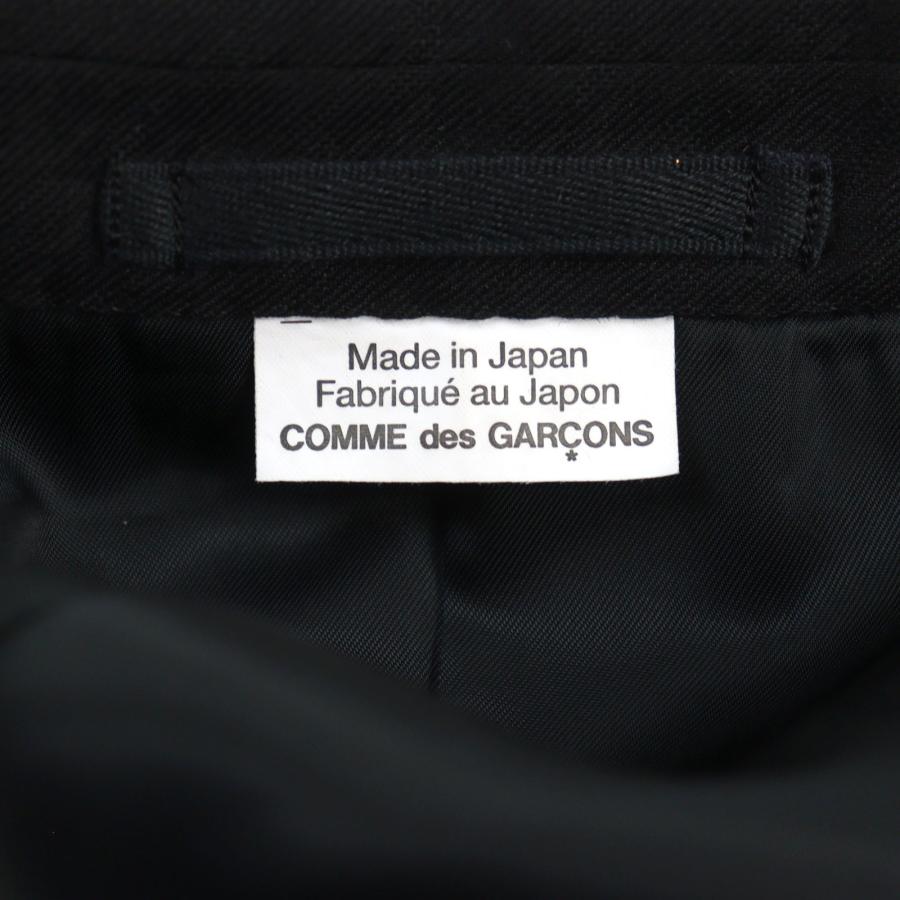 Made in Japan
Fabriqué au Japon
COMME des GARÇONS
*